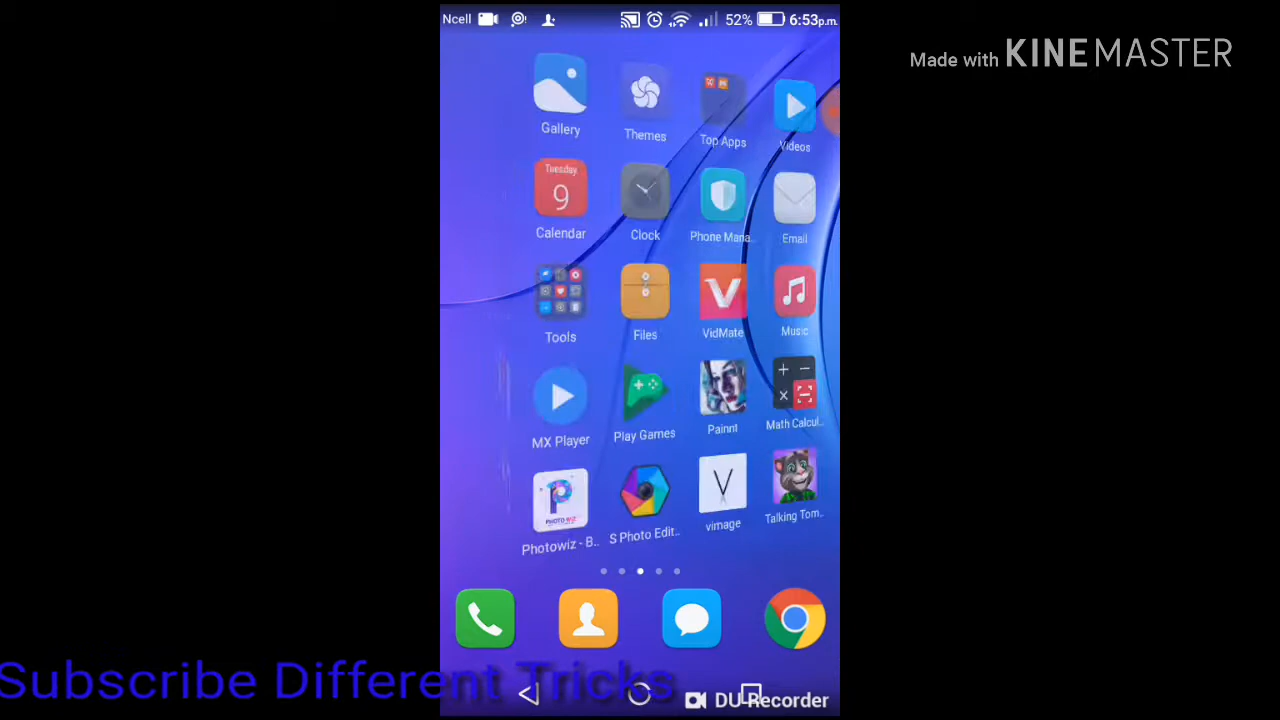 Ncell 52% 6:53p.m.
Made with KINEMASTER
Gallery Themes Top Apps Videos
Tuesday
9
Calendar Clock Phone Mana.. Email
Tools Files VidMate Music
MX Player Play Games Painnt Math Calcul..
PHOTO WIZ
Photowiz - B.. S Photo Edit.. vimage Talking Tom..
Subscribe Different Tricks
DU Recorder